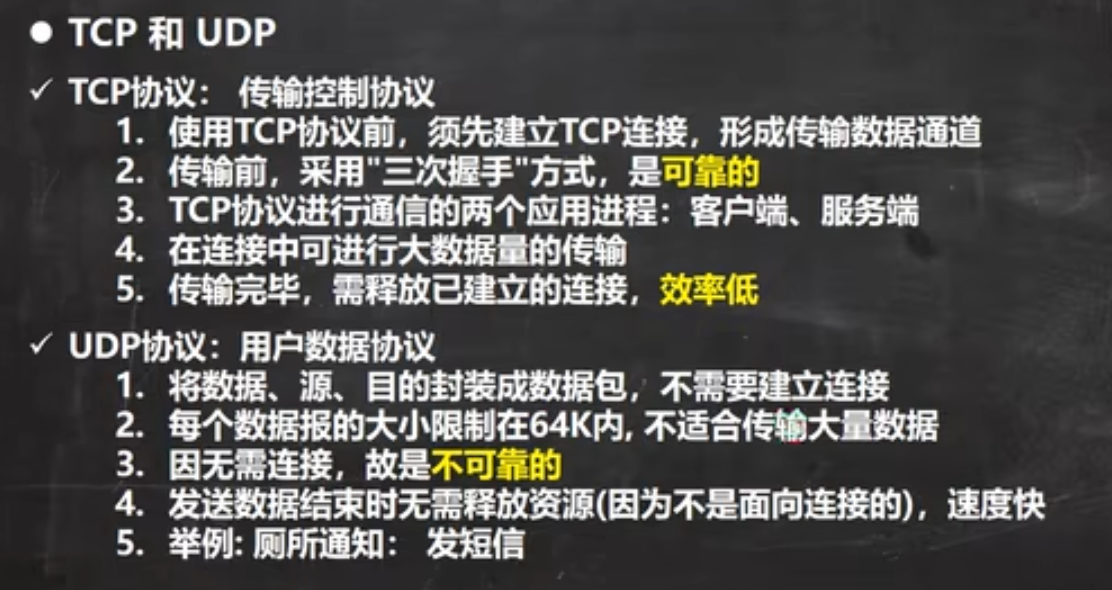 ● TCP 和 UDP
✓ TCP协议： 传输控制协议
1. 使用TCP协议前，须先建立TCP连接，形成传输数据通道
2. 传输前，采用"三次握手"方式，是可靠的
3. TCP协议进行通信的两个应用进程：客户端、服务端
4. 在连接中可进行大数据量的传输
5. 传输完毕，需释放已建立的连接，效率低
✓ UDP协议：用户数据协议
1. 将数据、源、目的封装成数据包，不需要建立连接
2. 每个数据报的大小限制在64K内, 不适合传输大量数据
3. 因无需连接，故是不可靠的
4. 发送数据结束时无需释放资源(因为不是面向连接的)，速度快
5. 举例: 厕所通知： 发短信